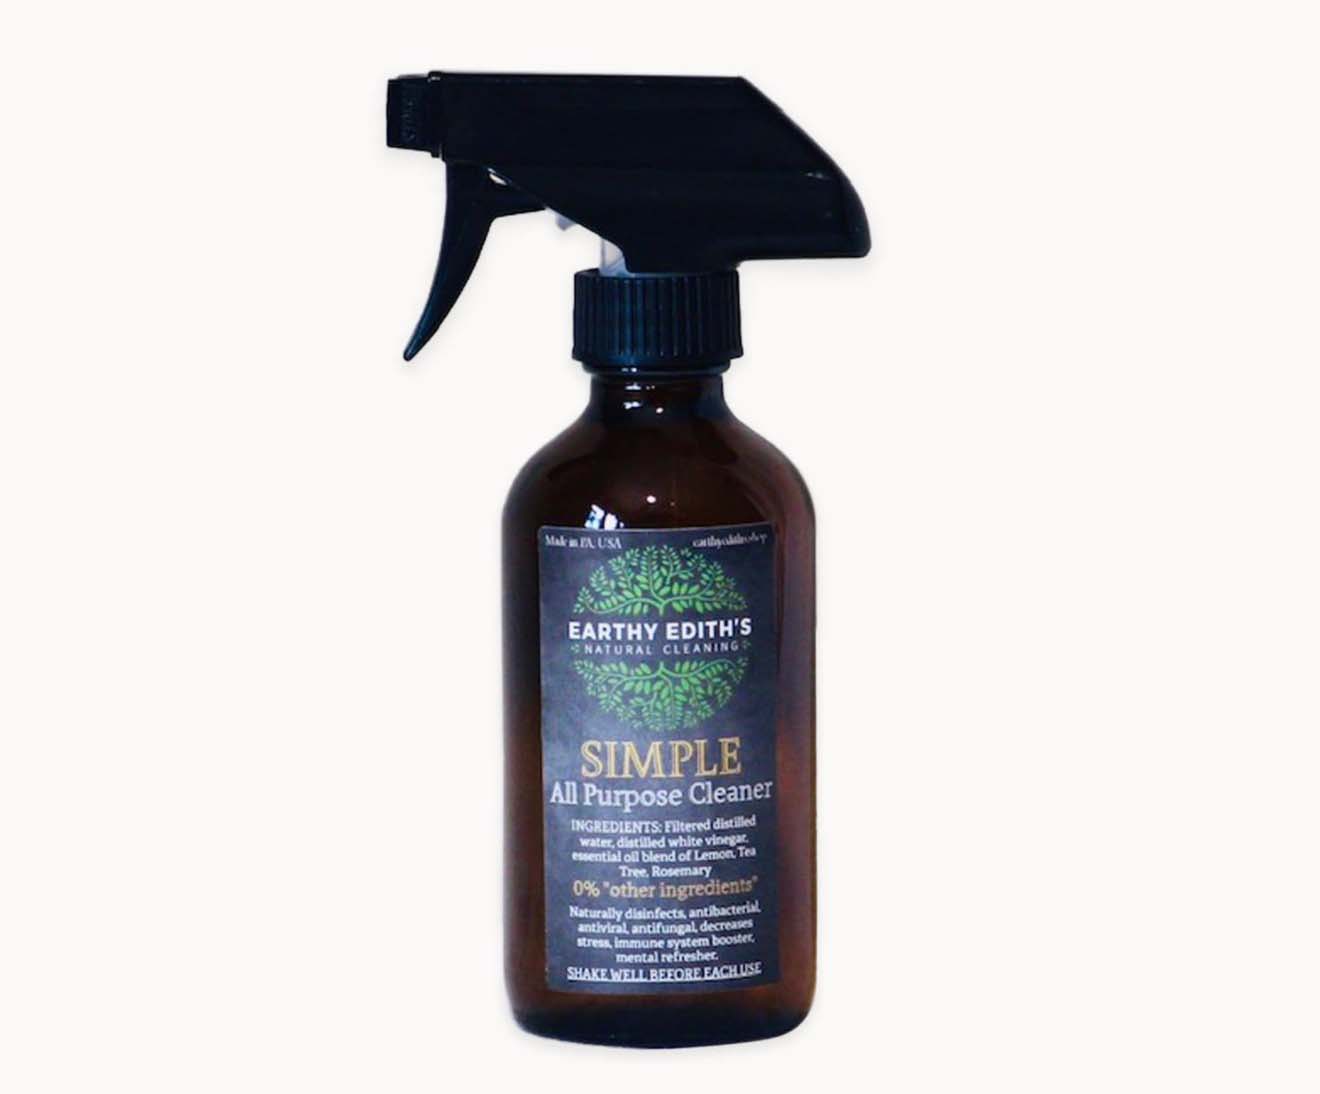 Made in PA, USA
EARTHY EDITH'S
NATURAL CLEANING
SIMPLE
All Purpose Cleaner
INGREDIENTS: Filtered distilled
water, distilled white vinegar,
essential oil blend of Lemon, Tea
Tree, Rosemary
0% "other ingredients"
Naturally disinfects, antibacterial,
antiviral, antifungal, decreases
stress, immune system booster,
mental refresher.
SHAKE WELL BEFORE EACH USE